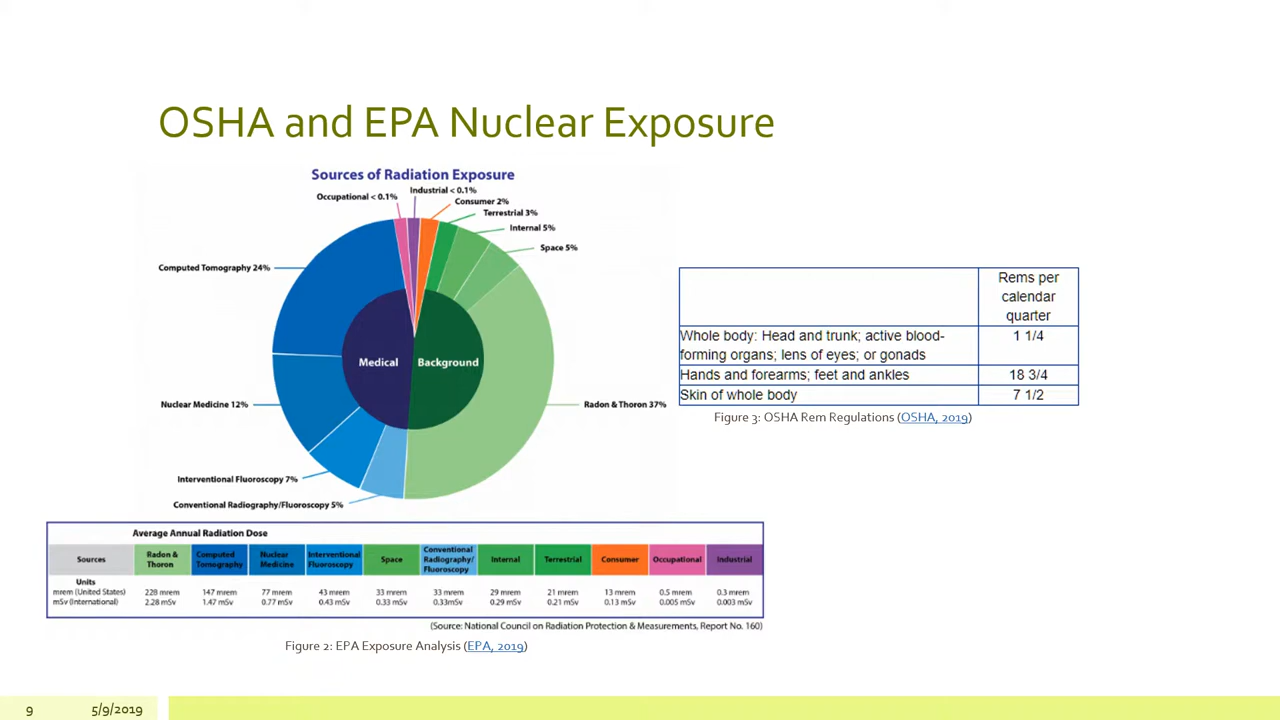 OSHA and EPA Nuclear Exposure
Sources of Radiation Exposure
Industrial < 0.1%
Occupational < 0.1%
Consumer 2%
Terrestrial 3%
Internal 5%
Space 5%
Computed Tomography 24%
Medical
Background
Nuclear Medicine 12%
Radon & Thoron 37%
Interventional Fluoroscopy 7%
Conventional Radiography/Fluoroscopy 5%
Rems per
calendar
quarter
Whole body: Head and trunk; active blood- 1 1/4
forming organs; lens of eyes; or gonads
Hands and forearms; feet and ankles 18 3/4
Skin of whole body 7 1/2
Figure 3: OSHA Rem Regulations (OSHA, 2019)
Average Annual Radiation Dose
Sources
Radon &
Thoron
Computed
Tomography
Nuclear
Medicine
Interventional
Fluoroscopy
Space
Conventional
Radiography/
Fluoroscopy
Internal
Terrestrial
Consumer
Occupational
Industrial
Units
mrem (United States) 228 mrem 147 mrem 77 mrem 43 mrem 33 mrem 33 mrem 29 mrem 21 mrem 13 mrem 0.5 mrem 0.3 mrem
mSv (International) 2.28 mSv 1.47 mSv 0.77 mSv 0.43 mSv 0.33 mSv 0.33mSv 0.29 mSv 0.21 mSv 0.13 mSv 0.005 mSv 0.003 mSv
(Source: National Council on Radiation Protection & Measurements, Report No. 160)
Figure 2: EPA Exposure Analysis (EPA, 2019)
9 5/9/2019